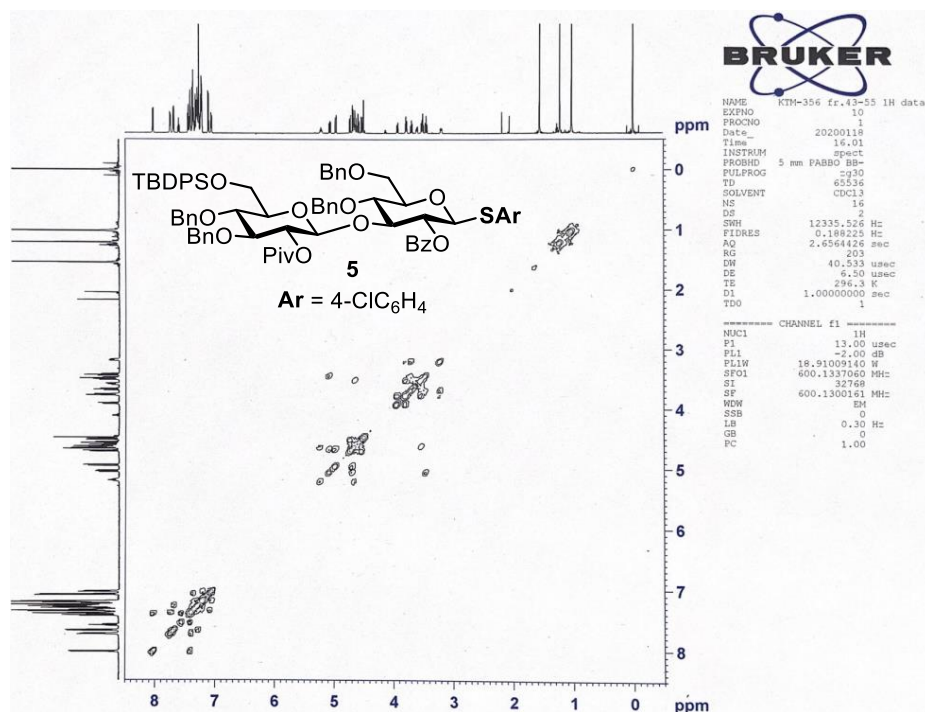 BRUKER
NAME KTM-356 fr.43-55 1H data
EXPNO 10
PROCNO 1
Date_ 20200118
Time 16.01
INSTRUM spect
PROBHD 5 mm PABBO BB-
PULPROG zg30
TD 65536
SOLVENT CDCl3
NS 16
DS 2
SWH 12335.526 Hz
FIDRES 0.188225 Hz
AQ 2.6564426 sec
RG 203
DW 40.533 usec
DE 6.50 usec
TE 296.3 K
D1 1.00000000 sec
TD0 1
======== CHANNEL f1 ========
NUC1 1H
P1 13.00 usec
PL1 -2.00 dB
PL1W 18.91009140 W
SFO1 600.1337060 MHz
SI 32768
SF 600.1300161 MHz
WDW EM
SSB 0
LB 0.30 Hz
GB 0
PC 1.00
ppm
0
1
2
3
4
5
6
7
8
8 7 6 5 4 3 2 1 0 ppm
TBDPSO
BnO
O
BnO
BnO
BnO
O
O
SAr
PivO
BzO
5
Ar = 4-ClC6H4